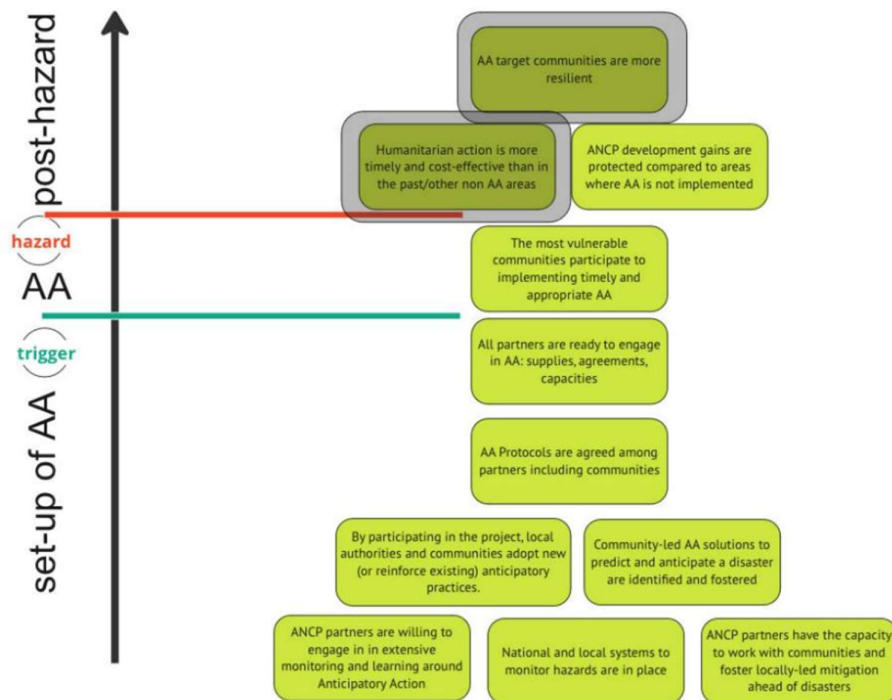 post-hazard
hazard
AA
trigger
set-up of AA
AA target communities are more
resilient
Humanitarian action is more
timely and cost-effective than in
the past/other non AA areas
ANCP development gains are
protected compared to areas
where AA is not implemented
The most vulnerable
communities participate to
implementing timely and
appropriate AA
All partners are ready to engage
in AA: supplies, agreements,
capacities
AA Protocols are agreed among
partners including communities
By participating in the project, local
authorities and communities adopt new
(or reinforce existing) anticipatory
practices.
Community-led AA solutions to
predict and anticipate a disaster
are identified and fostered
ANCP partners are willing to
engage in in extensive
monitoring and learning around
Anticipatory Action
National and local systems to
monitor hazards are in place
ANCP partners have the capacity
to work with communities and
foster locally-led mitigation
ahead of disasters